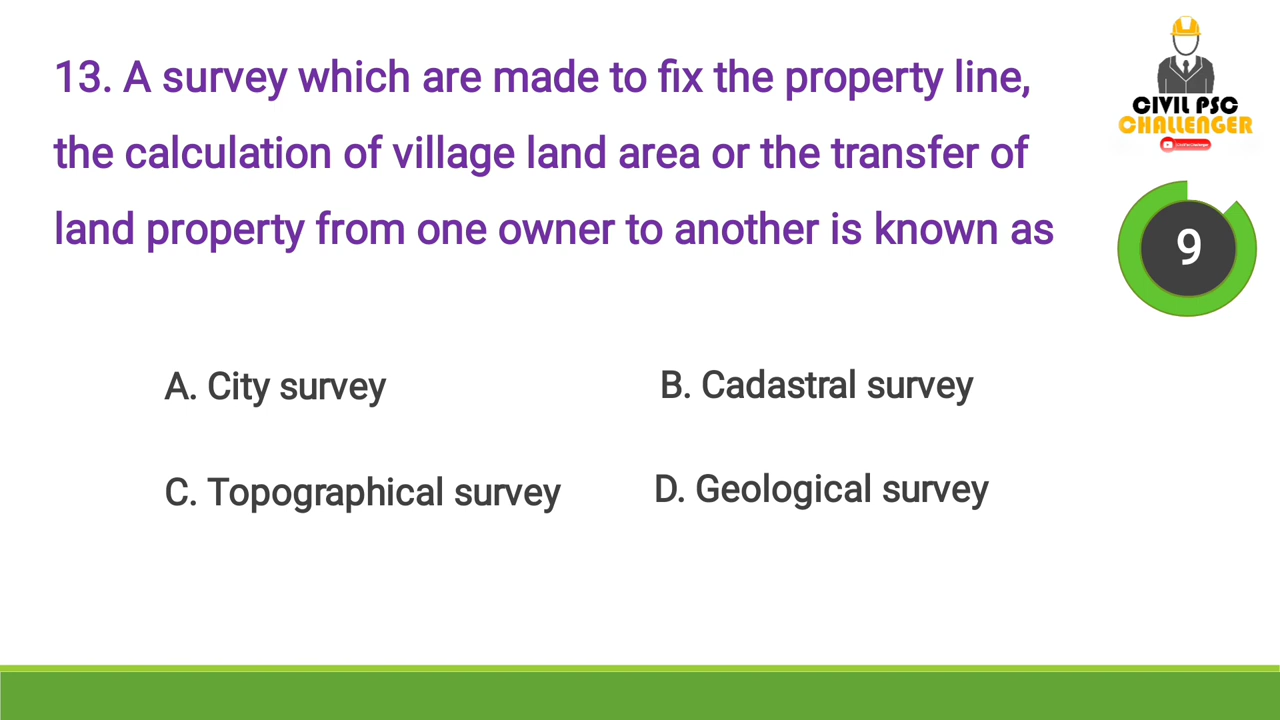 13. A survey which are made to fix the property line,
the calculation of village land area or the transfer of
land property from one owner to another is known as
CIVIL PSC
CHALLENGER
9
A. City survey
B. Cadastral survey
C. Topographical survey
D. Geological survey